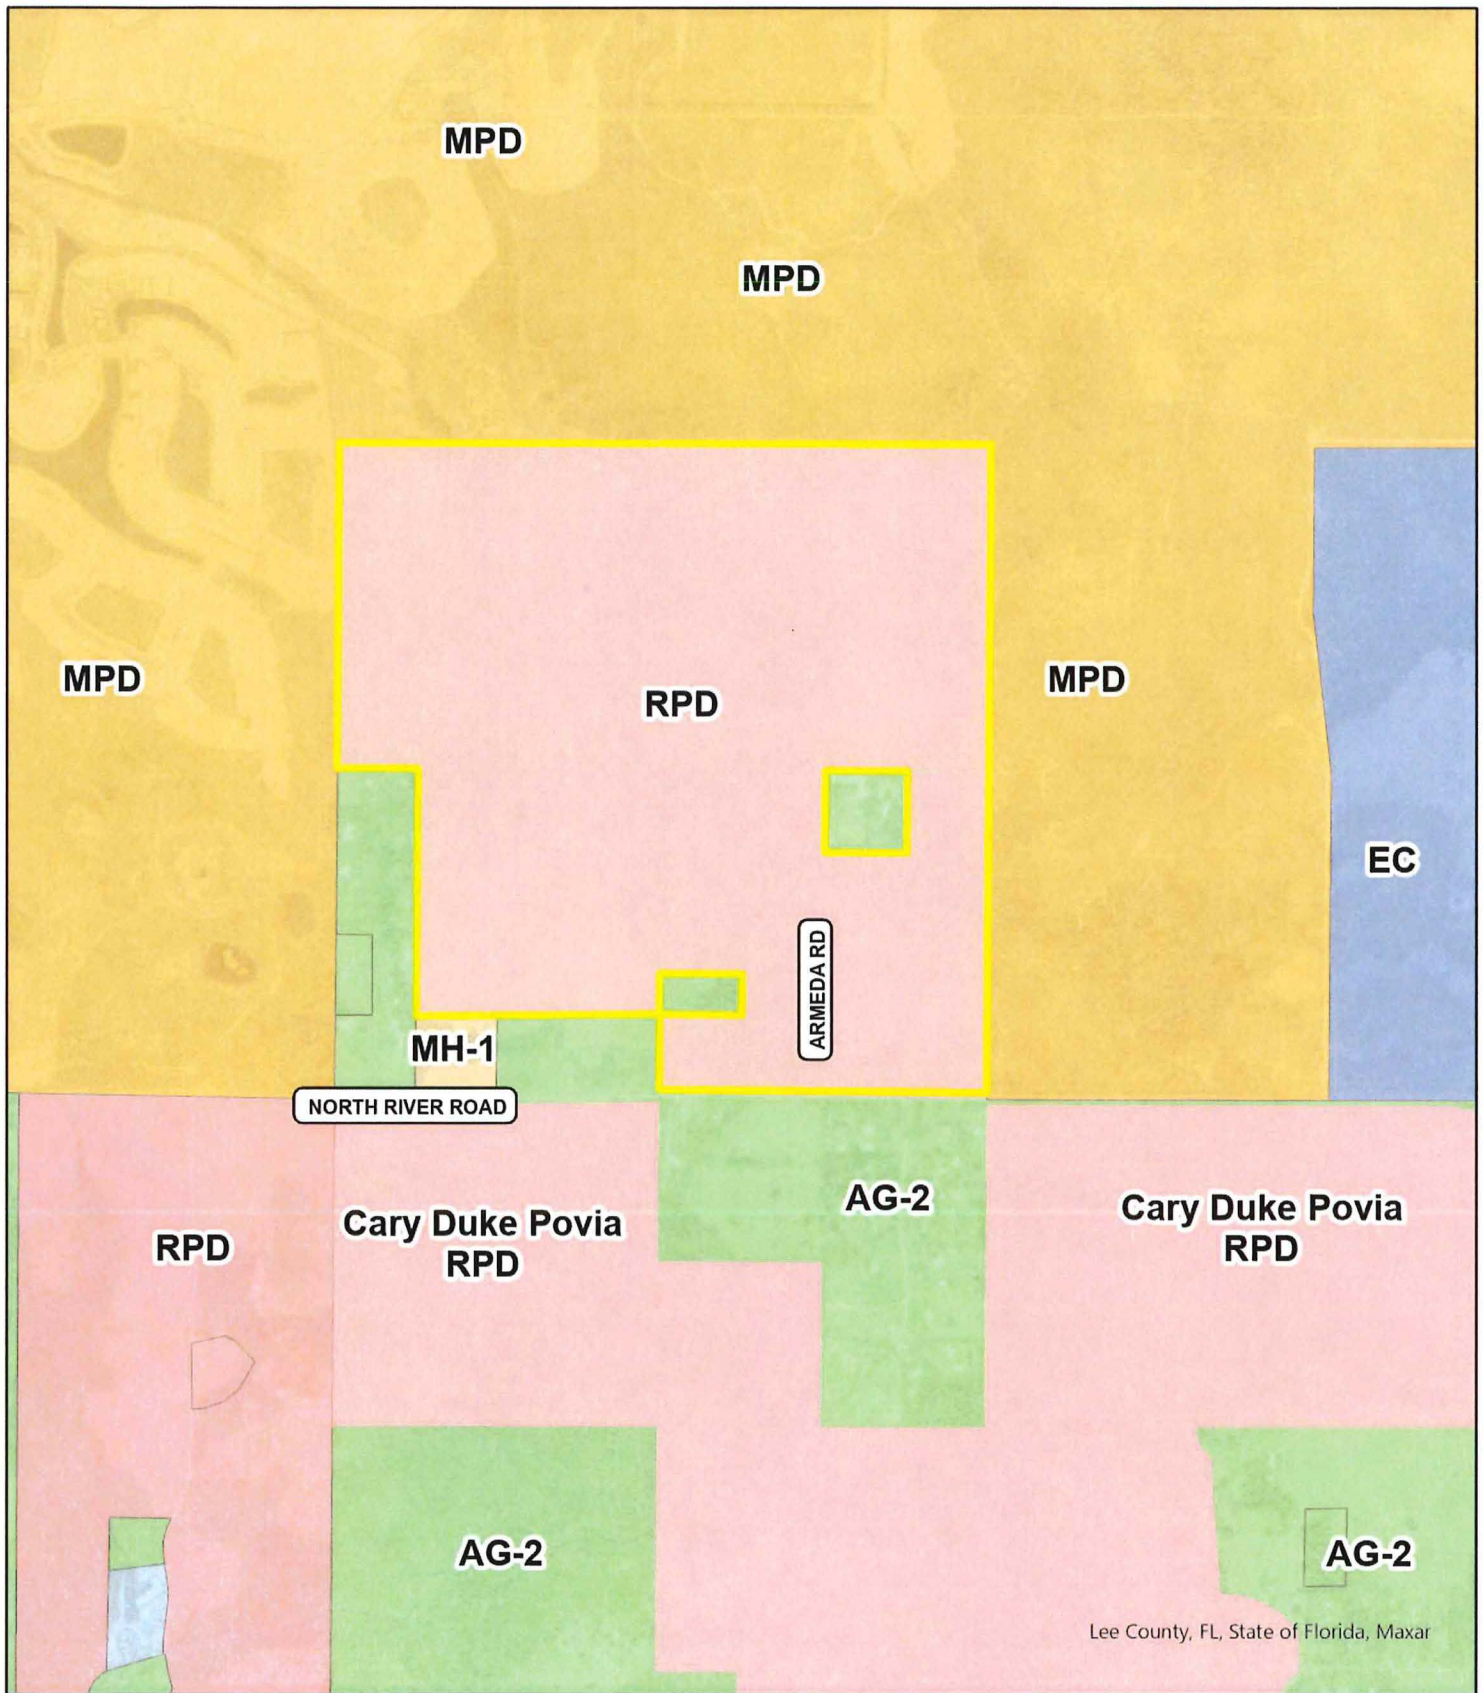 MPD
MPD
MPD
RPD
MPD
EC
ARMEDA RD
MH-1
NORTH RIVER ROAD
AG-2
Cary Duke Povia
RPD
Cary Duke Povia
RPD
RPD
AG-2
AG-2
Lee County, FL, State of Florida, Maxar